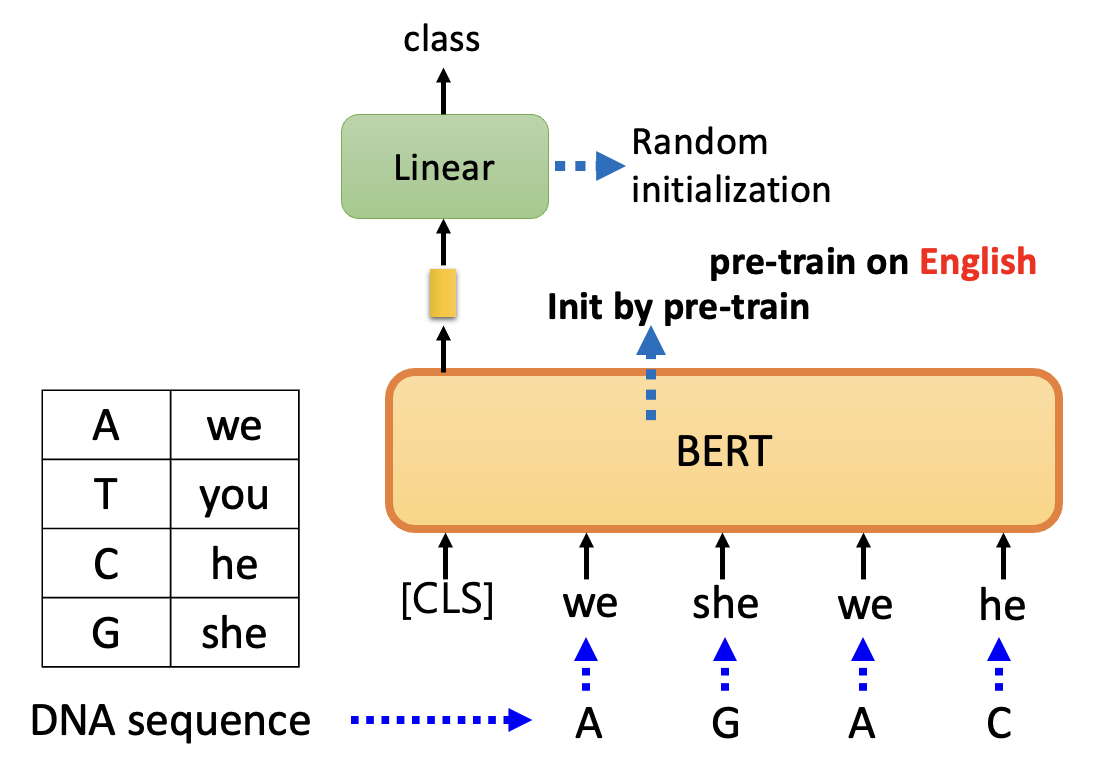 class
Linear
Random
initialization
pre-train on English
Init by pre-train
BERT
A we
T you
C he
G she
[CLS] we she we he
DNA sequence A G A C